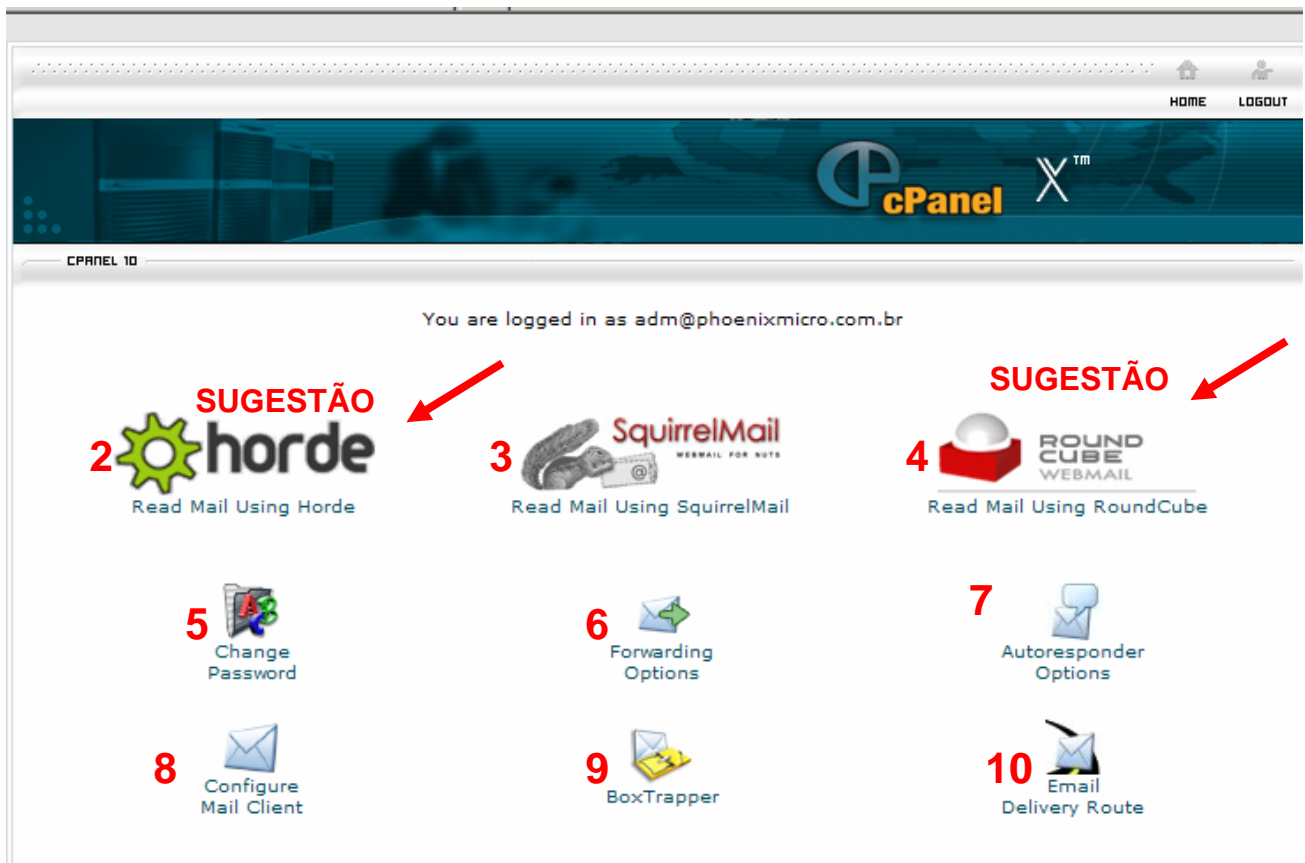 HOME LOGOUT
cPanel X™
CPANEL 10
You are logged in as adm@phoenixmicro.com.br
SUGESTÃO SUGESTÃO
2 horde 3 SquirrelMail 4 ROUND
WEBMAIL FOR NUTS CUBE
@ WEBMAIL
Read Mail Using Horde Read Mail Using SquirrelMail Read Mail Using RoundCube
5 6 7
Change Forwarding Autoresponder
Password Options Options
8 9 10
Configure BoxTrapper Email
Mail Client Delivery Route